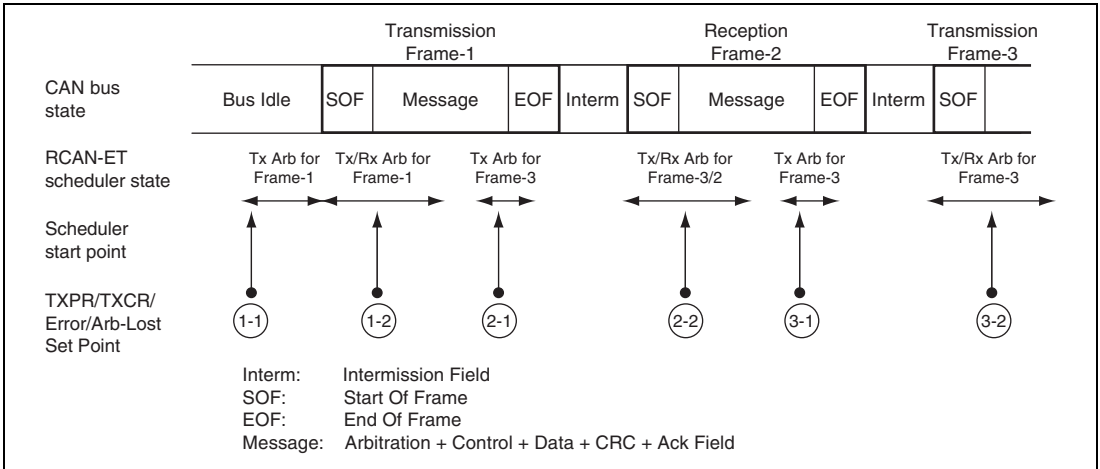 Transmission
Frame-1
Reception
Frame-2
Transmission
Frame-3
CAN bus
state
Bus Idle
SOF
Message
EOF
Interm
SOF
Message
EOF
Interm
SOF
RCAN-ET
scheduler state
Tx Arb for
Frame-1
Tx/Rx Arb for
Frame-1
Tx Arb for
Frame-3
Tx/Rx Arb for
Frame-3/2
Tx Arb for
Frame-3
Tx/Rx Arb for
Frame-3
Scheduler
start point
TXPR/TXCR/
Error/Arb-Lost
Set Point
1-1
1-2
2-1
2-2
3-1
3-2
Interm: Intermission Field
SOF: Start Of Frame
EOF: End Of Frame
Message: Arbitration + Control + Data + CRC + Ack Field